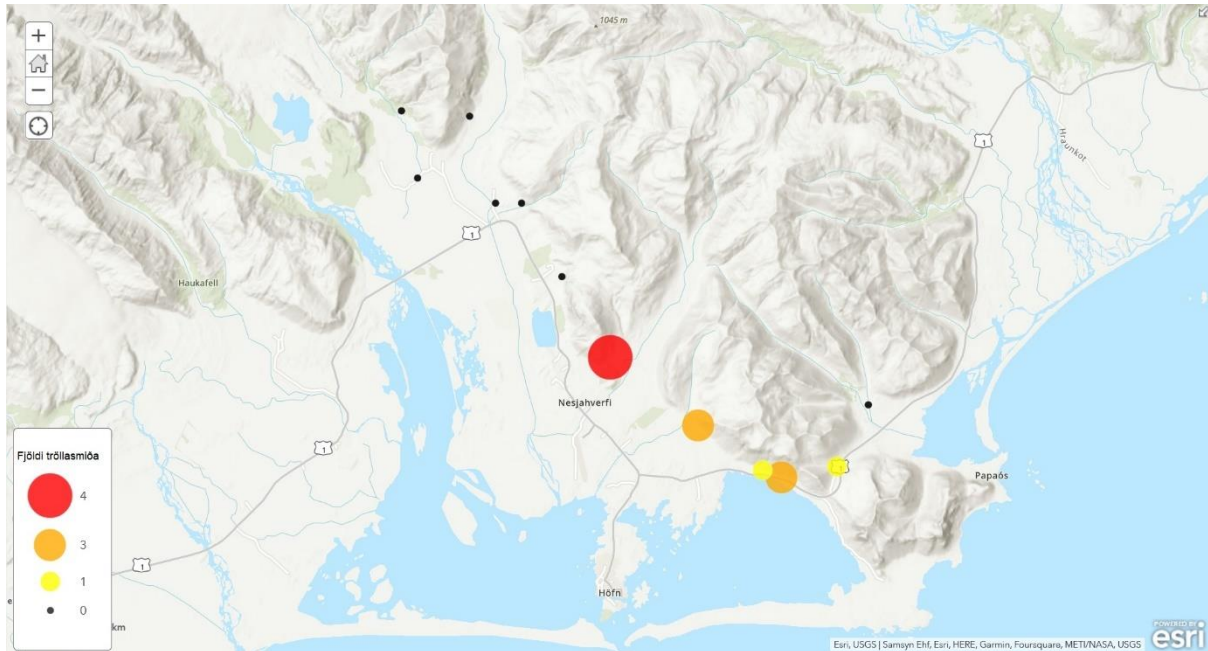 1045 m
+
−
1
Hraunkot
1
Haukafell
Nesjahverfi
1
1
Papaós
Fjöldi tröllasmiða
4
3
1
0
1
Höfn
km
POWERED BY
esri
Esri, USGS | Samsyn Ehf, Esri, HERE, Garmin, Foursquare, METI/NASA, USGS